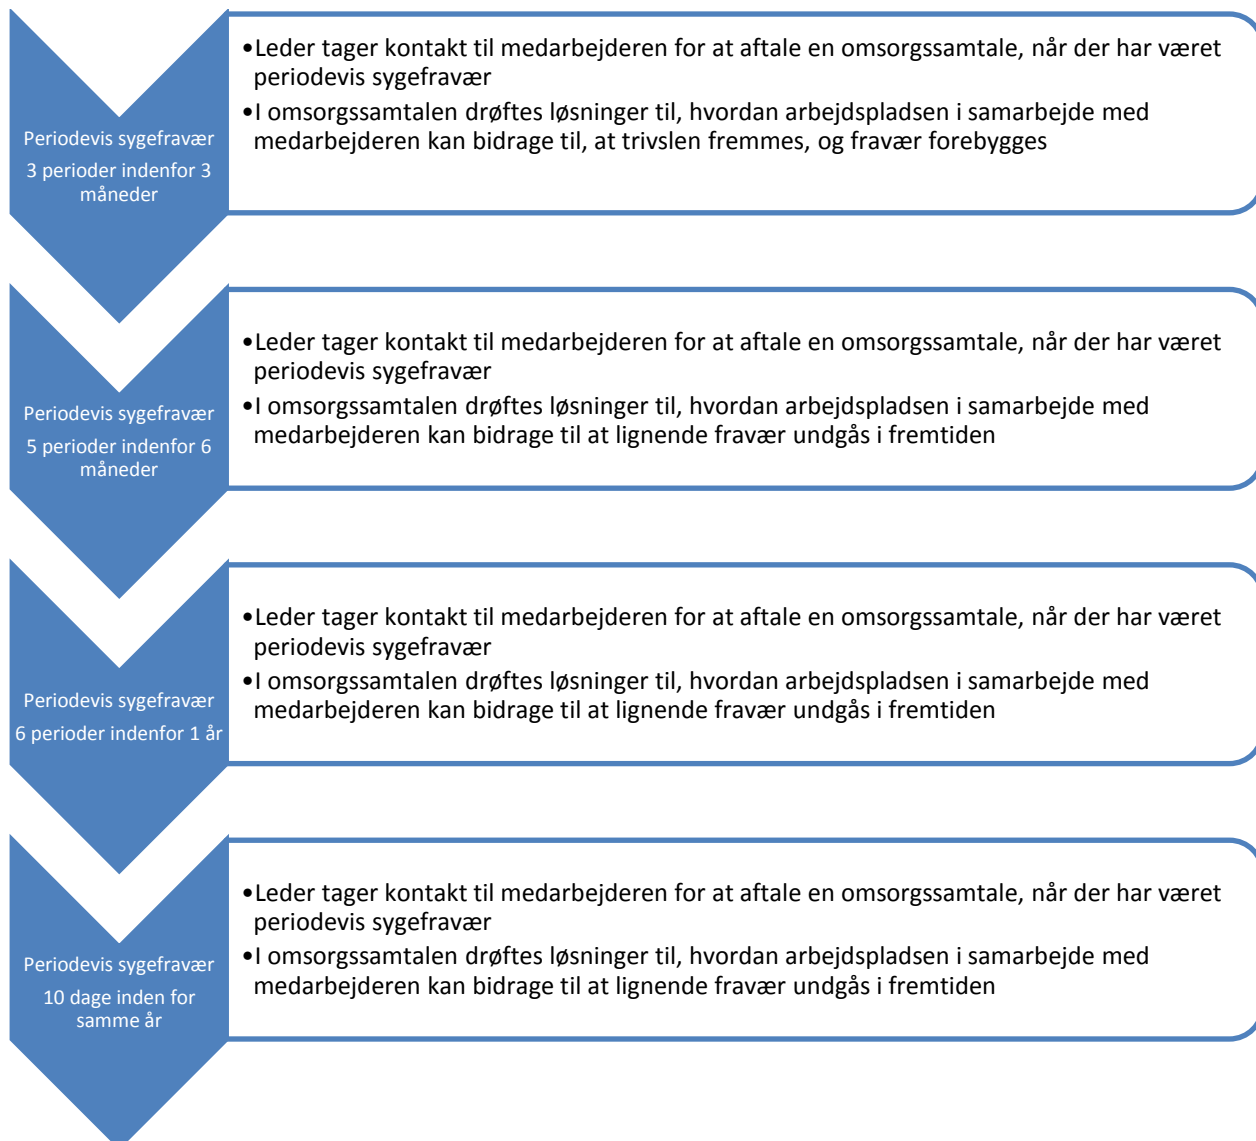 Periodevis sygefravær
3 perioder indenfor 3
måneder
•Leder tager kontakt til medarbejderen for at aftale en omsorgssamtale, når der har været
periodevis sygefravær
•I omsorgssamtalen drøftes løsninger til, hvordan arbejdspladsen i samarbejde med
medarbejderen kan bidrage til, at trivslen fremmes, og fravær forebygges
Periodevis sygefravær
5 perioder indenfor 6
måneder
•Leder tager kontakt til medarbejderen for at aftale en omsorgssamtale, når der har været
periodevis sygefravær
•I omsorgssamtalen drøftes løsninger til, hvordan arbejdspladsen i samarbejde med
medarbejderen kan bidrage til at lignende fravær undgås i fremtiden
Periodevis sygefravær
6 perioder indenfor 1 år
•Leder tager kontakt til medarbejderen for at aftale en omsorgssamtale, når der har været
periodevis sygefravær
•I omsorgssamtalen drøftes løsninger til, hvordan arbejdspladsen i samarbejde med
medarbejderen kan bidrage til at lignende fravær undgås i fremtiden
Periodevis sygefravær
10 dage inden for
samme år
•Leder tager kontakt til medarbejderen for at aftale en omsorgssamtale, når der har været
periodevis sygefravær
•I omsorgssamtalen drøftes løsninger til, hvordan arbejdspladsen i samarbejde med
medarbejderen kan bidrage til at lignende fravær undgås i fremtiden